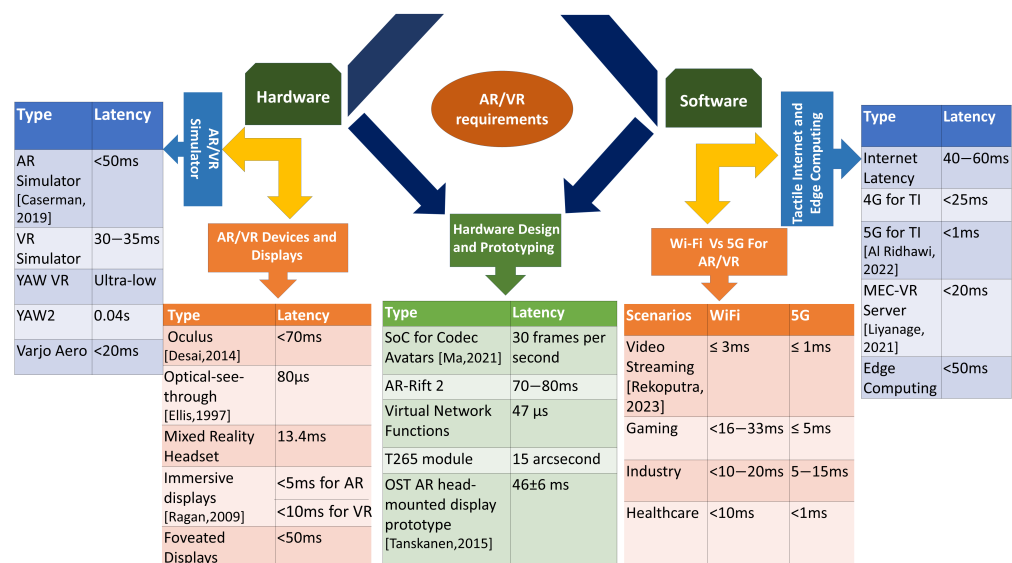 AR/VR
requirements
Hardware
Software
AR/VR
Simulator
Tactile Internet and
Edge Computing
AR/VR Devices and
Displays
Hardware Design
and Prototyping
Wi-Fi Vs 5G For
AR/VR
Type Latency
AR <50ms
Simulator
[Caserman,
2019]
VR 30−35ms
Simulator
YAW VR Ultra-low
YAW2 0.04s
Varjo Aero <20ms
Type Latency
Oculus <70ms
[Desai,2014]
Optical-see- 80µs
through
[Ellis,1997]
Mixed Reality 13.4ms
Headset
Immersive <5ms for AR
displays
[Ragan,2009] <10ms for VR
Foveated <50ms
Displays
Type Latency
SoC for Codec 30 frames per
Avatars [Ma,2021] second
AR-Rift 2 70−80ms
Virtual Network 47 µs
Functions
T265 module 15 arcsecond
OST AR head- 46±6 ms
mounted display
prototype
[Tanskanen,2015]
Scenarios WiFi 5G
Video ≤ 3ms ≤ 1ms
Streaming
[Rekoputra,
2023]
Gaming <16−33ms ≤ 5ms
Industry <10−20ms 5−15ms
Healthcare <10ms <1ms
Type Latency
Internet 40−60ms
Latency
4G for TI <25ms
5G for TI <1ms
[Al Ridhawi,
2022]
MEC-VR <20ms
Server
[Liyanage,
2021]
Edge <50ms
Computing